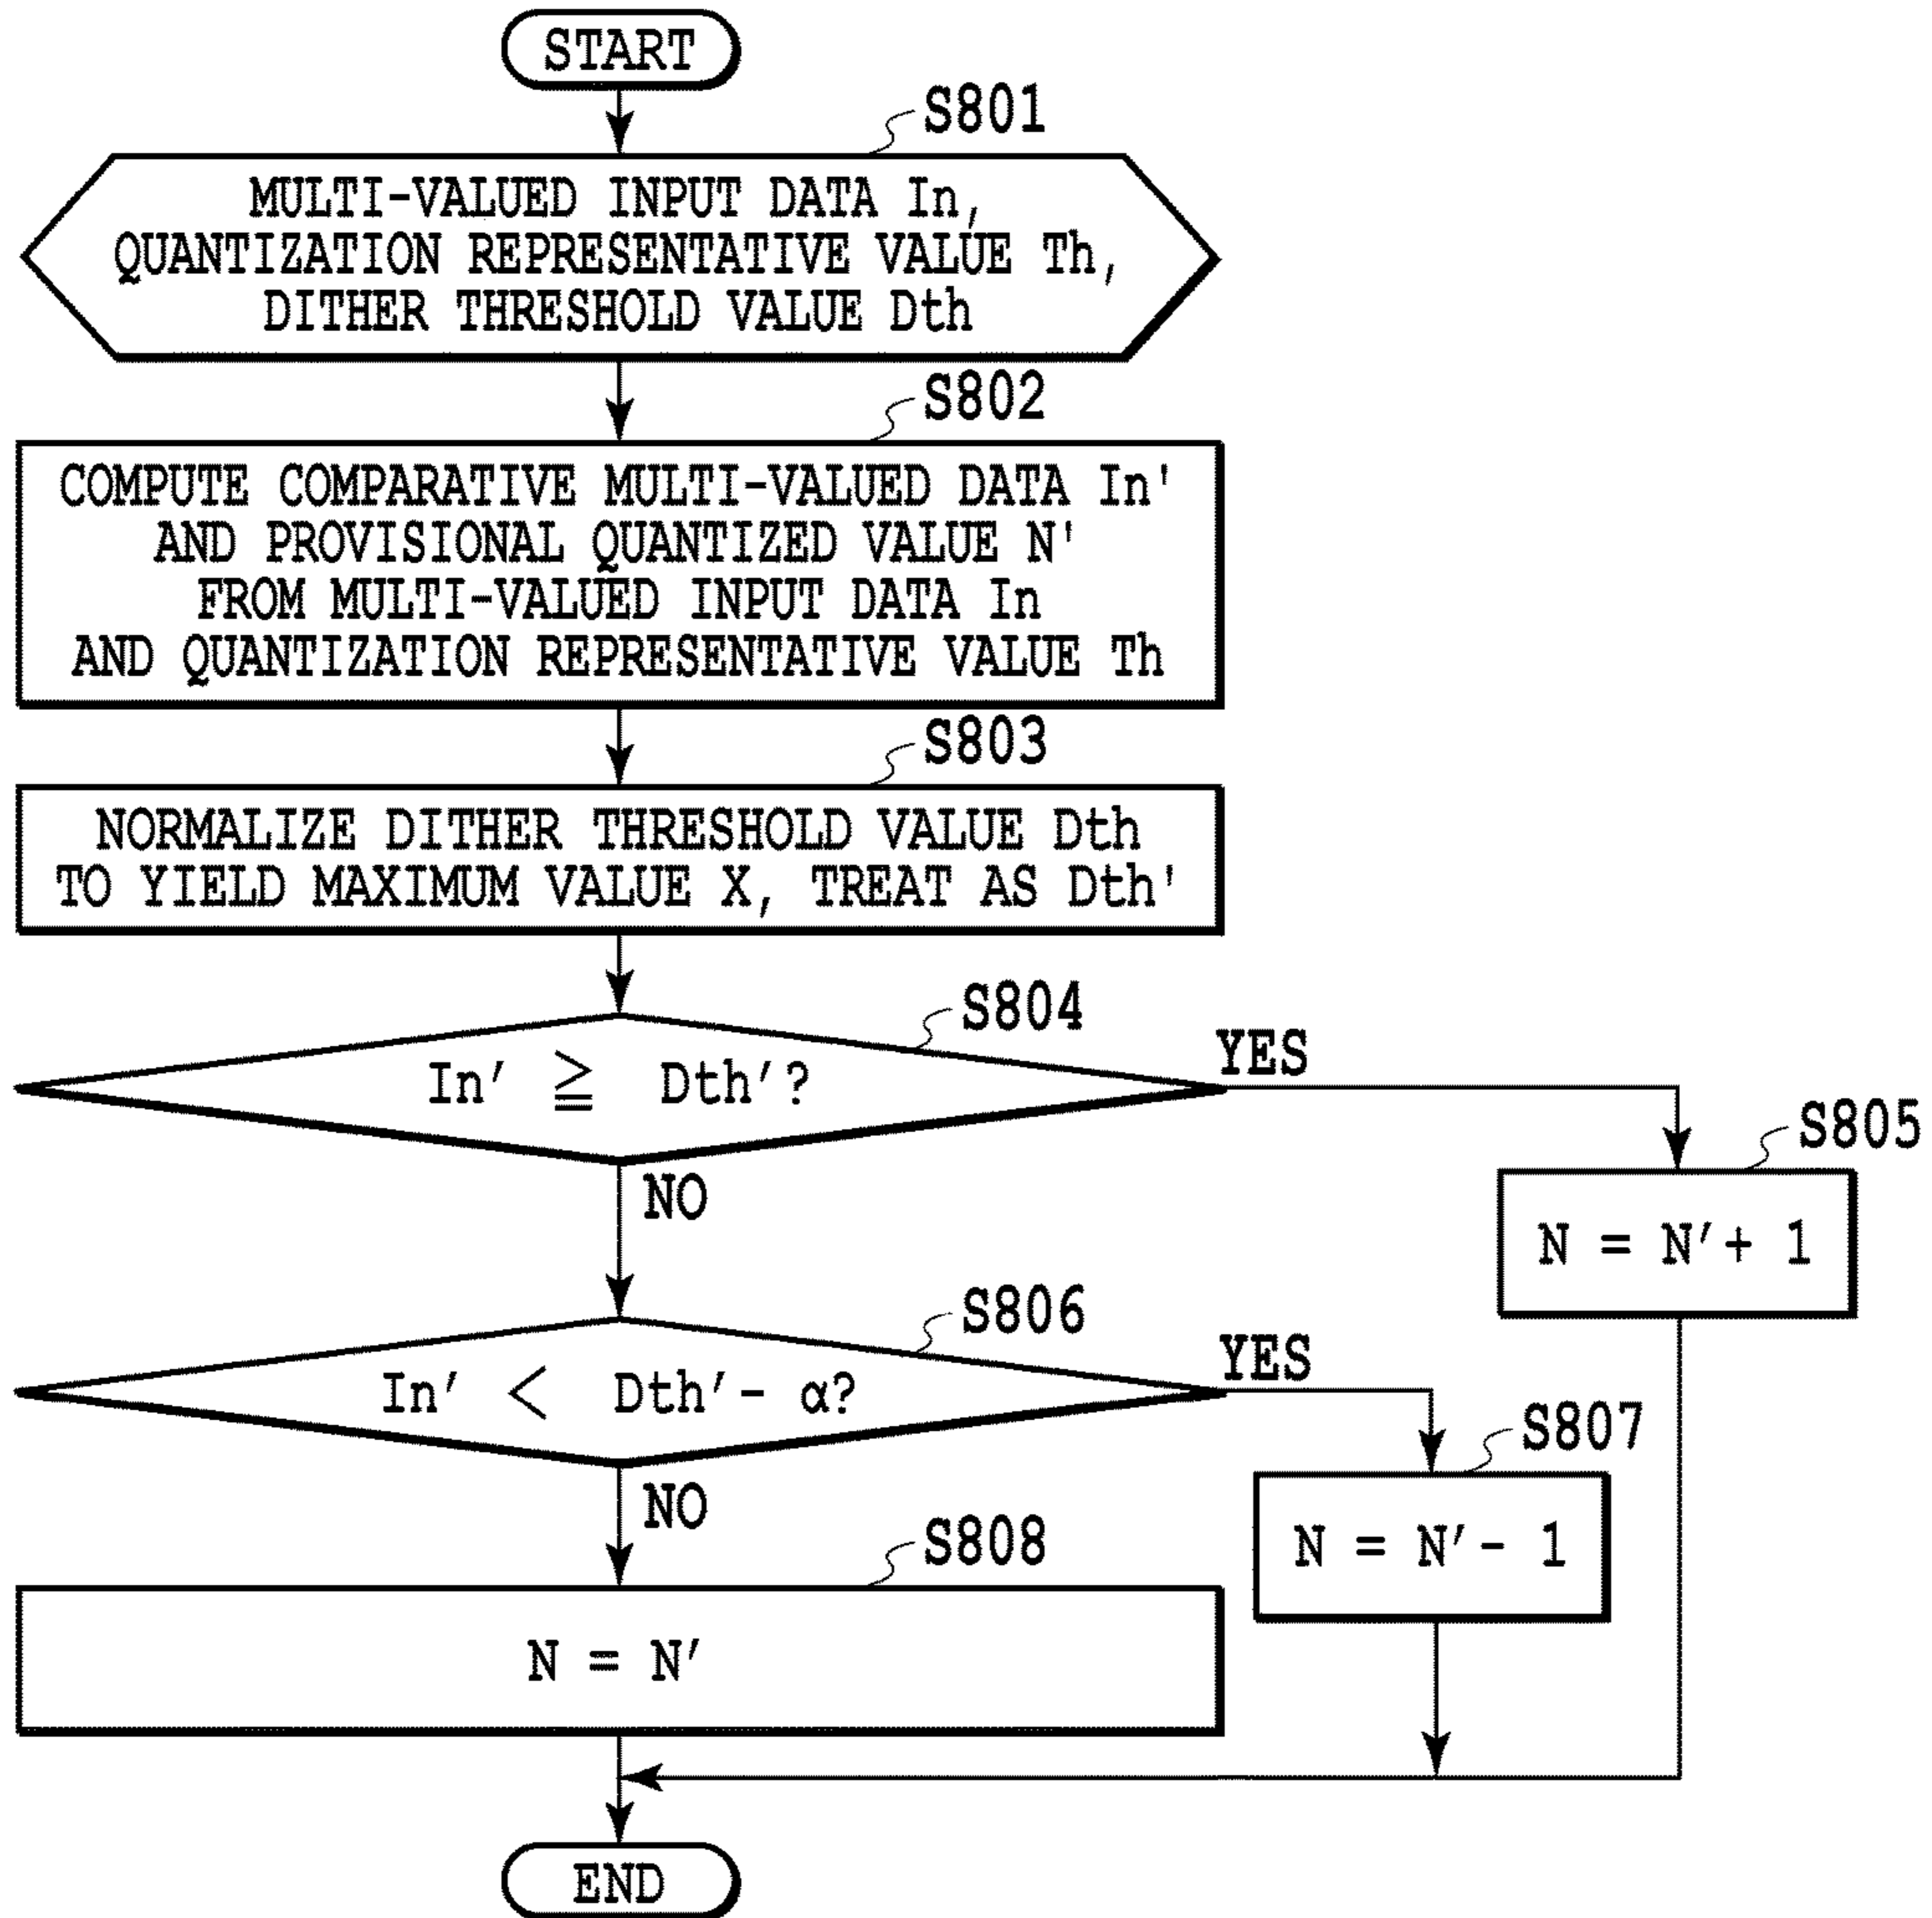 START
S801
MULTI-VALUED INPUT DATA In,
QUANTIZATION REPRESENTATIVE VALUE Th,
DITHER THRESHOLD VALUE Dth
S802
COMPUTE COMPARATIVE MULTI-VALUED DATA In'
AND PROVISIONAL QUANTIZED VALUE N'
FROM MULTI-VALUED INPUT DATA In
AND QUANTIZATION REPRESENTATIVE VALUE Th
S803
NORMALIZE DITHER THRESHOLD VALUE Dth
TO YIELD MAXIMUM VALUE X, TREAT AS Dth'
S804
In' ≧ Dth'?
YES
NO
S805
N = N'+ 1
S806
In' < Dth'- α?
YES
NO
S807
N = N'- 1
S808
N = N'
END